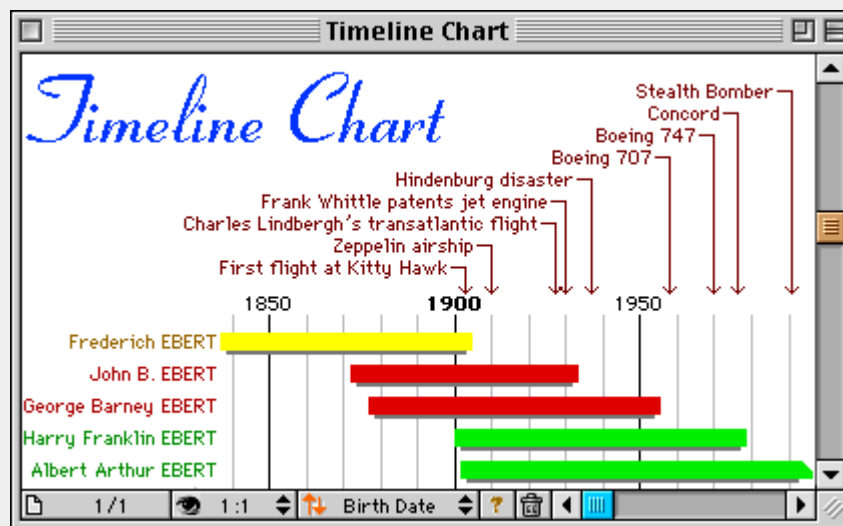 Timeline Chart
Timeline Chart
Stealth Bomber
Concord
Boeing 747
Boeing 707
Hindenburg disaster
Frank Whittle patents jet engine
Charles Lindbergh's transatlantic flight
Zeppelin airship
First flight at Kitty Hawk
1850 1900 1950
Frederich EBERT
John B. EBERT
George Barney EBERT
Harry Franklin EBERT
Albert Arthur EBERT
1/1 1:1 Birth Date ?